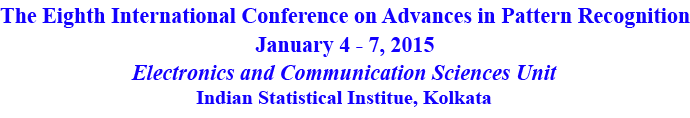 The Eighth International Conference on Advances in Pattern Recognition
January 4 - 7, 2015
Electronics and Communication Sciences Unit
Indian Statistical Institue, Kolkata